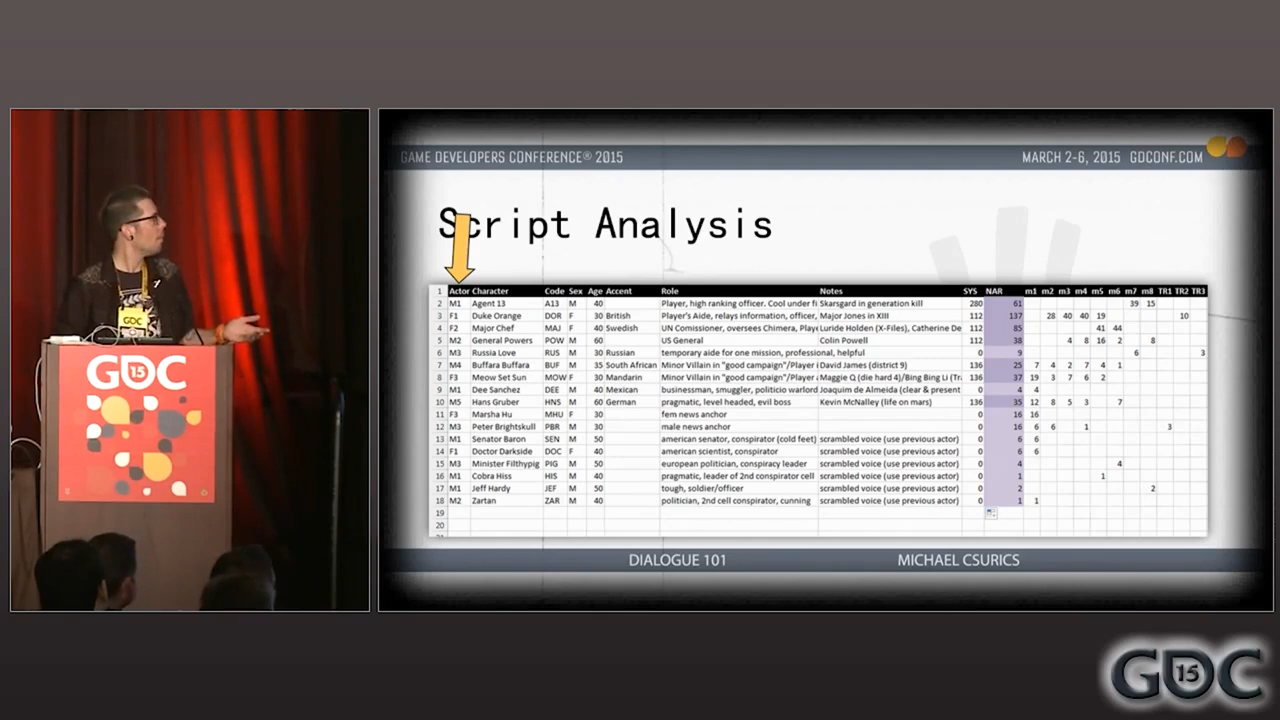 GAME DEVELOPERS CONFERENCE® 2015 MARCH 2-6, 2015 GDCONF.COM
Script Analysis
1 Actor Character Code Sex Age Accent Role Notes SYS NAR m1 m2 m3 m4 m5 m6 m7 m8 TR1 TR2 TR3
2 M1 Agent 13 A13 M 40 Player, high ranking officer. Cool under fi Skarsgard in generation kill 280 61 39 15
3 F1 Duke Orange DOR F 30 British Player's Aide, relays information, officer, Major Jones in XIII 112 137 28 40 40 19 10
4 F2 Major Chef MAJ F 40 Swedish UN Comissioner, oversees Chimera, Playe Luride Holden (X-Files), Catherine De 112 85 41 44
5 M2 General Powers POW M 60 US General Colin Powell 112 38 4 8 16 2 8
6 M3 Russia Love RUS M 30 Russian temporary aide for one mission, professional, helpful 0 9 6 3
7 M4 Buffara Buffara BUF M 35 South African Minor Villain in "good campaign"/Player David James (district 9) 136 25 7 4 2 7 4 1
8 F3 Meow Set Sun MOW F 30 Mandarin Minor Villain in "good campaign"/Player Maggie Q (die hard 4)/Bing Bing Li (Tra 136 37 19 3 7 6 2
9 M1 Dee Sanchez DEE M 40 Mexican businesman, smuggler, politicio warlord Joaquim de Almeida (clear & present 0 4 4
10 M5 Hans Gruber HNS M 60 German pragmatic, level headed, evil boss Kevin McNalley (life on mars) 136 35 12 8 5 3 7
11 F3 Marsha Hu MHU F 30 fem news anchor 0 16 16
12 M3 Peter Brightskull PBR M 30 male news anchor 0 16 6 6 1 3
13 M1 Senator Baron SEN M 50 american senator, conspirator (cold feet) scrambled voice (use previous actor) 0 6 6
14 F1 Doctor Darkside DOC F 40 american scientist, conspirator scrambled voice (use previous actor) 0 6 6
15 M3 Minister Filthypig PIG M 50 european politician, conspiracy leader scrambled voice (use previous actor) 0 4 4
16 M1 Cobra Hiss HIS M 40 pragmatic, leader of 2nd conspirator cell scrambled voice (use previous actor) 0 1 1
17 M1 Jeff Hardy JEF M 50 tough, soldier/officer scrambled voice (use previous actor) 0 2 2
18 M2 Zartan ZAR M 40 politician, 2nd cell conspirator, cunning scrambled voice (use previous actor) 0 1 1
19
20
DIALOGUE 101 MICHAEL CSURICS
GDC
15
GDC
15